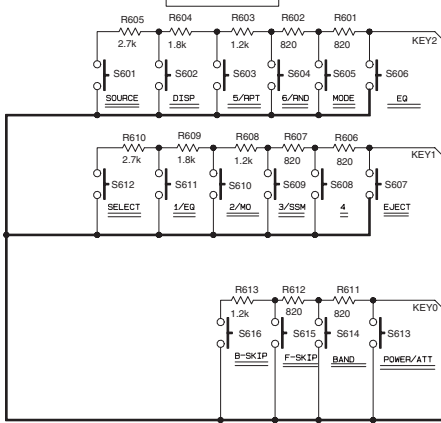 R605 R604 R603 R602 R601
2.7k 1.8k 1.2k 820 820 KEY2
S601 S602 S603 S604 S605 S606
SOURCE DISP 5/RPT 6/RND MODE EQ
R610 R609 R608 R607 R606
2.7k 1.8k 1.2k 820 820 KEY1
S612 S611 S610 S609 S608 S607
SELECT 1/EQ 2/MO 3/SSM 4 EJECT
R613 R612 R611
1.2k 820 820 KEY0
S616 S615 S614 S613
B-SKIP F-SKIP BAND POWER/ATT